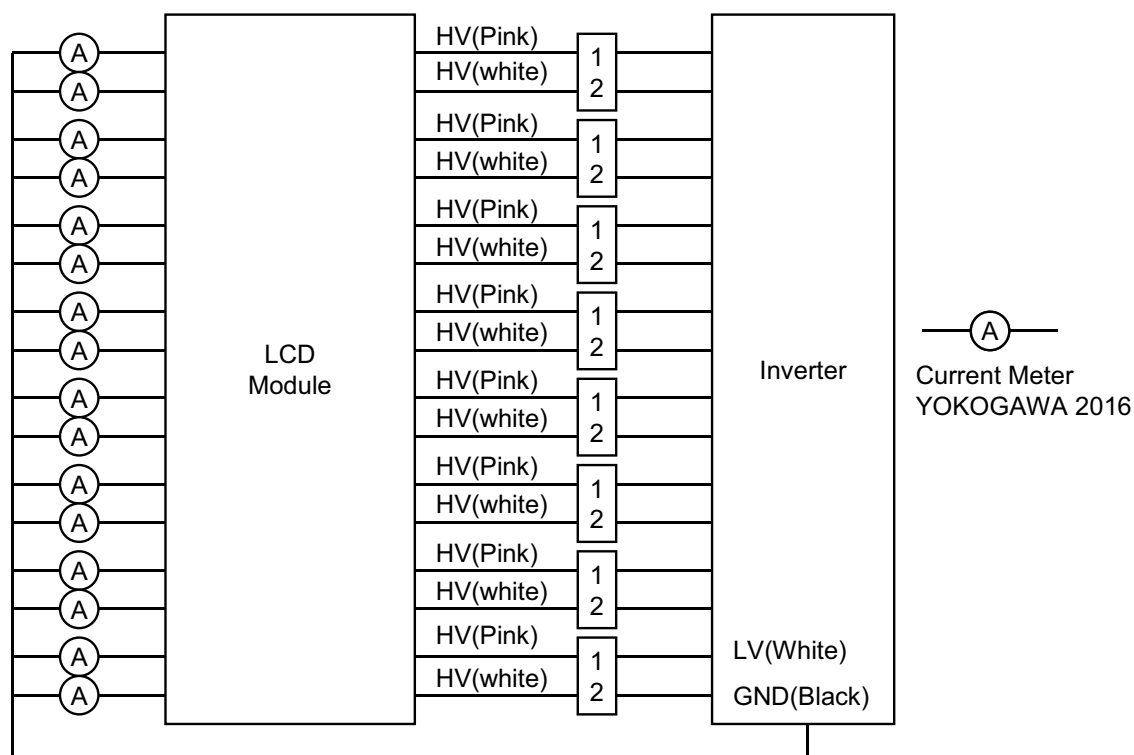 A
HV(Pink)
1
A
HV(white)
2
A
HV(Pink)
1
A
HV(white)
2
A
HV(Pink)
1
A
HV(white)
2
A
HV(Pink)
1
A
HV(white)
2
LCD
Module
Inverter
A
Current Meter
YOKOGAWA 2016
A
HV(Pink)
1
A
HV(white)
2
A
HV(Pink)
1
A
HV(white)
2
A
HV(Pink)
1
A
HV(white)
2
A
HV(Pink)
1
LV(White)
A
HV(white)
2
GND(Black)